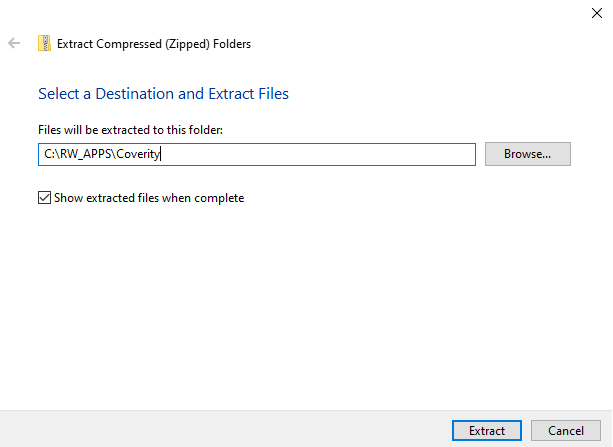 Extract Compressed (Zipped) Folders
Select a Destination and Extract Files
Files will be extracted to this folder:
C:\RW_APPS\Coverity
Browse...
Show extracted files when complete
Extract
Cancel